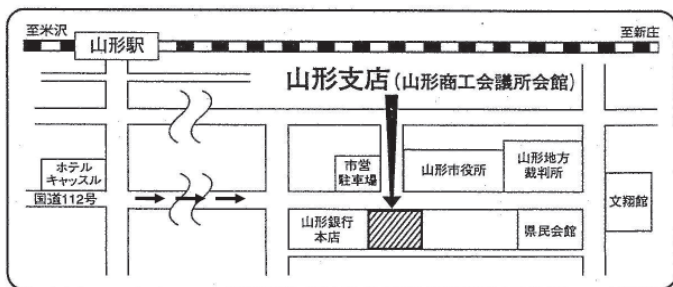 至米沢
至新庄
山形駅
山形支店(山形商工会議所会館)
ホテル
キャッスル
国道112号
市営
駐車場
山形市役所
山形地方
裁判所
文翔館
山形銀行
本店
県民会館